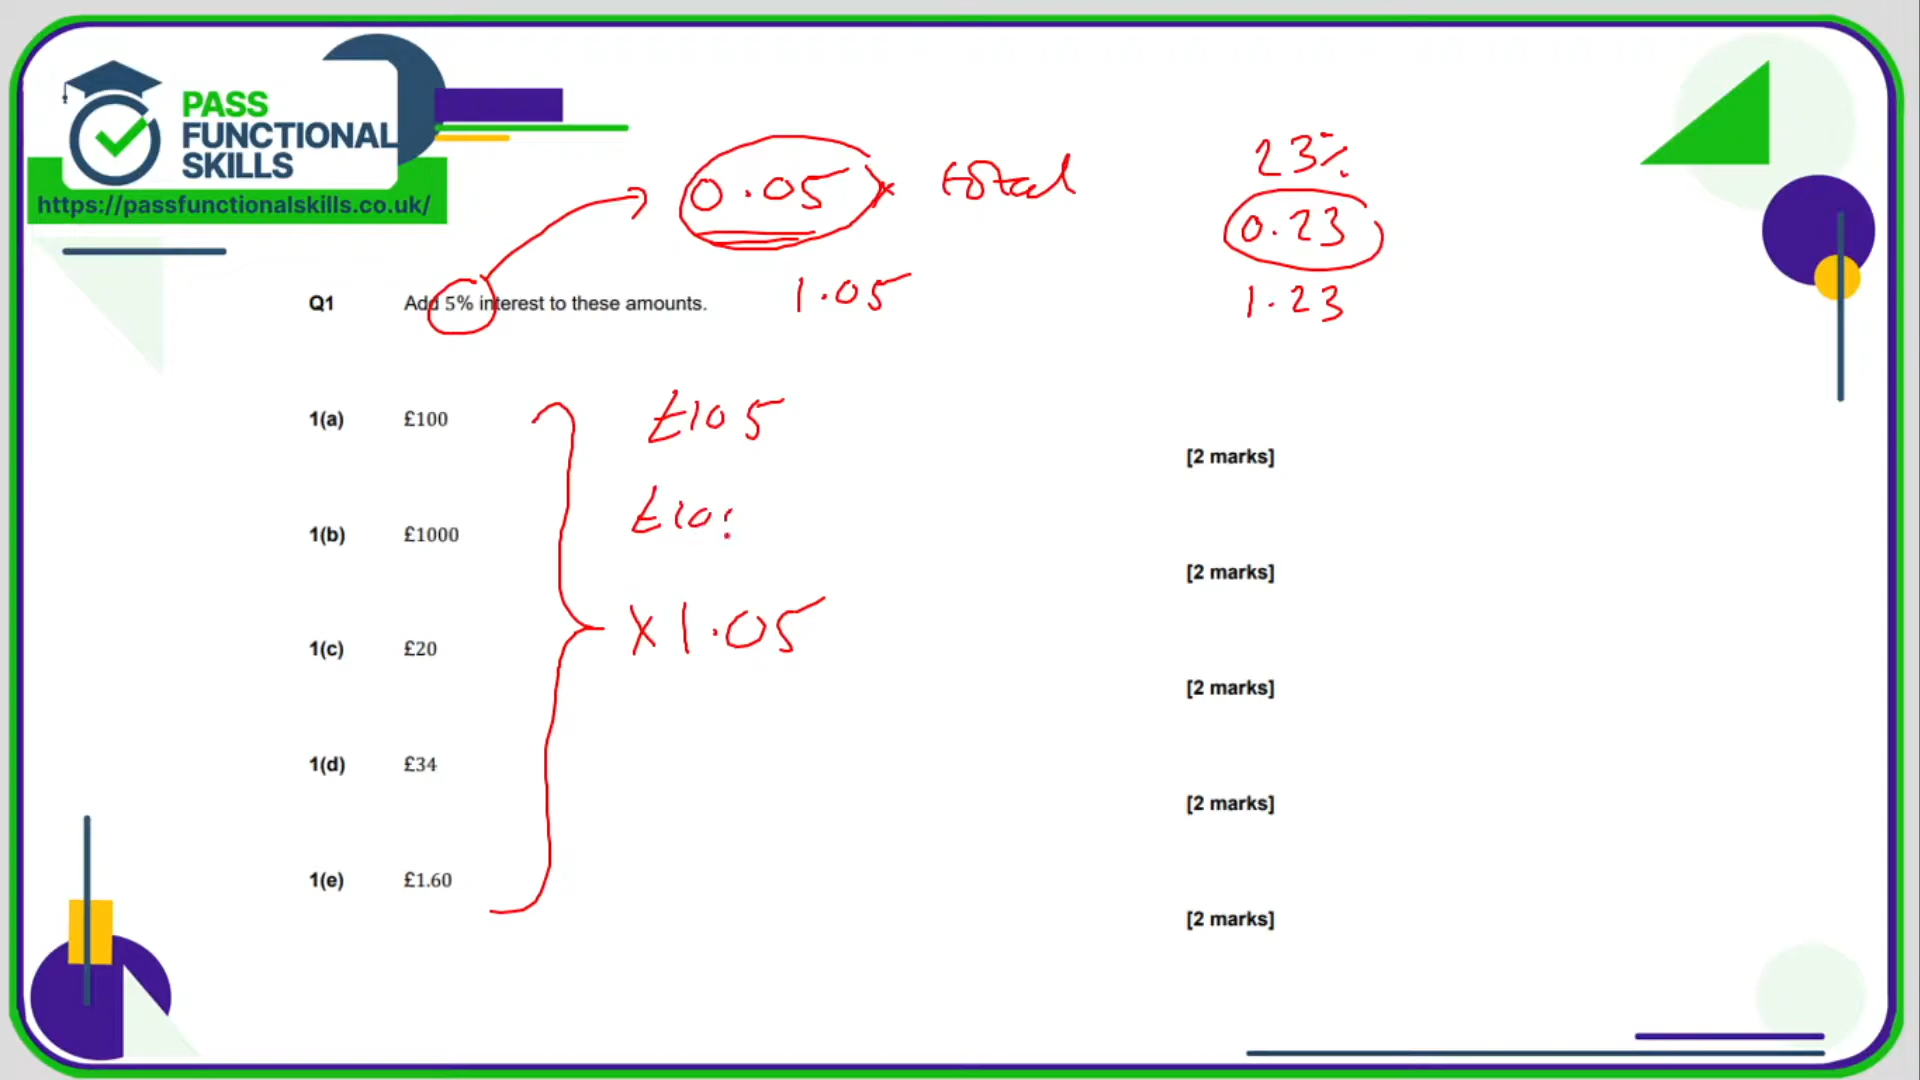 PASS
FUNCTIONAL
SKILLS
https://passfunctionalskills.co.uk/
0.05 x total
23%
0.23
1.23
1.05
Q1 Add 5% interest to these amounts.
1(a) £100
£105
[2 marks]
1(b) £1000
£10
[2 marks]
1(c) £20
x1.05
[2 marks]
1(d) £34
[2 marks]
1(e) £1.60
[2 marks]